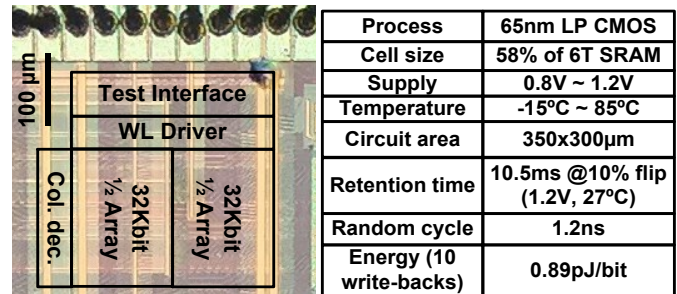 100 µm
Test Interface
WL Driver
Col. dec.
32Kbit
½ Array
32Kbit
½ Array
Process 65nm LP CMOS
Cell size 58% of 6T SRAM
Supply 0.8V ~ 1.2V
Temperature -15ºC ~ 85ºC
Circuit area 350x300µm
Retention time 10.5ms @10% flip
(1.2V, 27ºC)
Random cycle 1.2ns
Energy (10
write-backs) 0.89pJ/bit